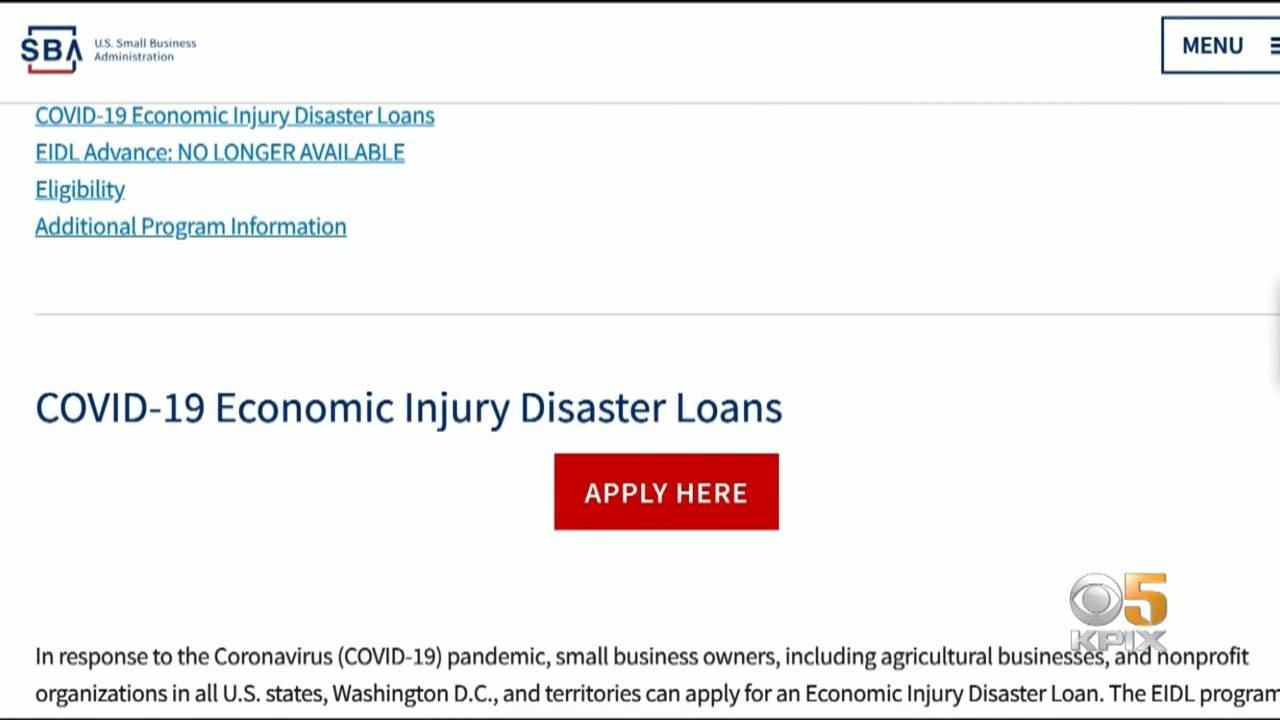 SBA
U.S. Small Business
Administration
MENU
COVID-19 Economic Injury Disaster Loans
EIDL Advance: NO LONGER AVAILABLE
Eligibility
Additional Program Information
COVID-19 Economic Injury Disaster Loans
APPLY HERE
5
KPIX
In response to the Coronavirus (COVID-19) pandemic, small business owners, including agricultural businesses, and nonprofit
organizations in all U.S. states, Washington D.C., and territories can apply for an Economic Injury Disaster Loan. The EIDL program